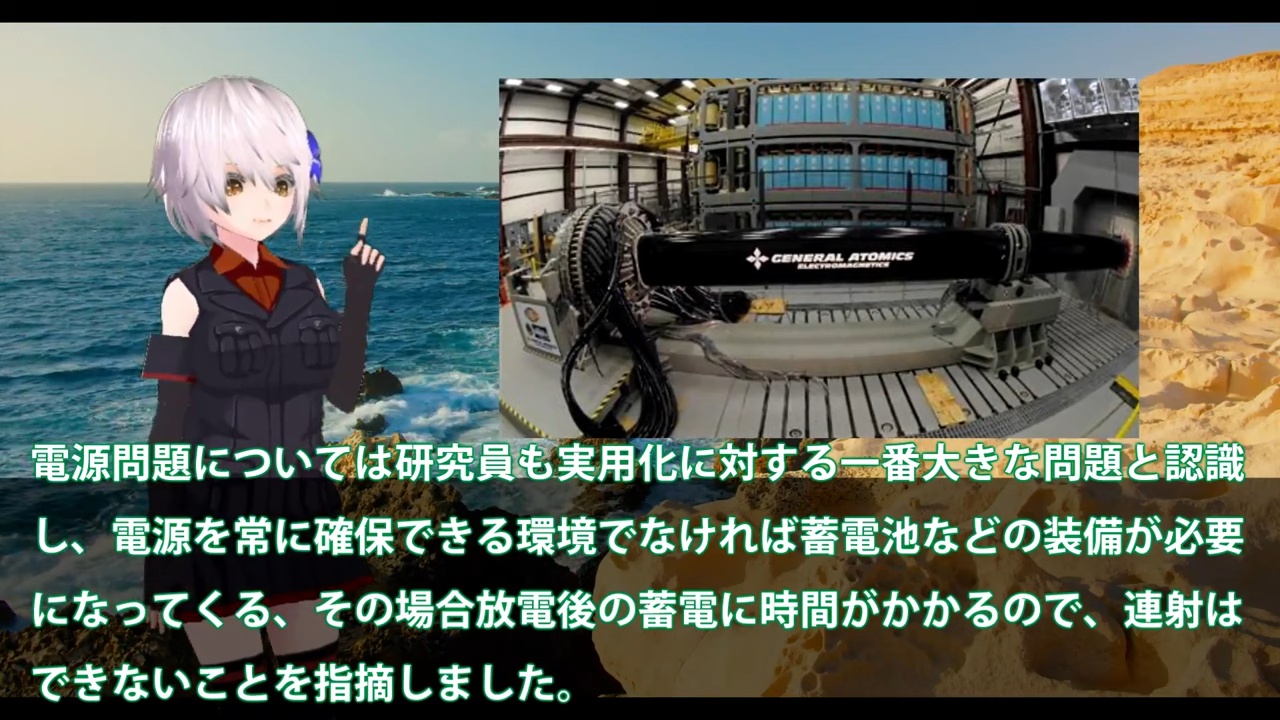 GENERAL ATOMICS
ELECTROMAGNETICS
電源問題については研究員も実用化に対する一番大きな問題と認識
し、電源を常に確保できる環境でなければ蓄電池などの装備が必要
になってくる、その場合放電後の蓄電に時間がかかるので、連射は
できないことを指摘しました。